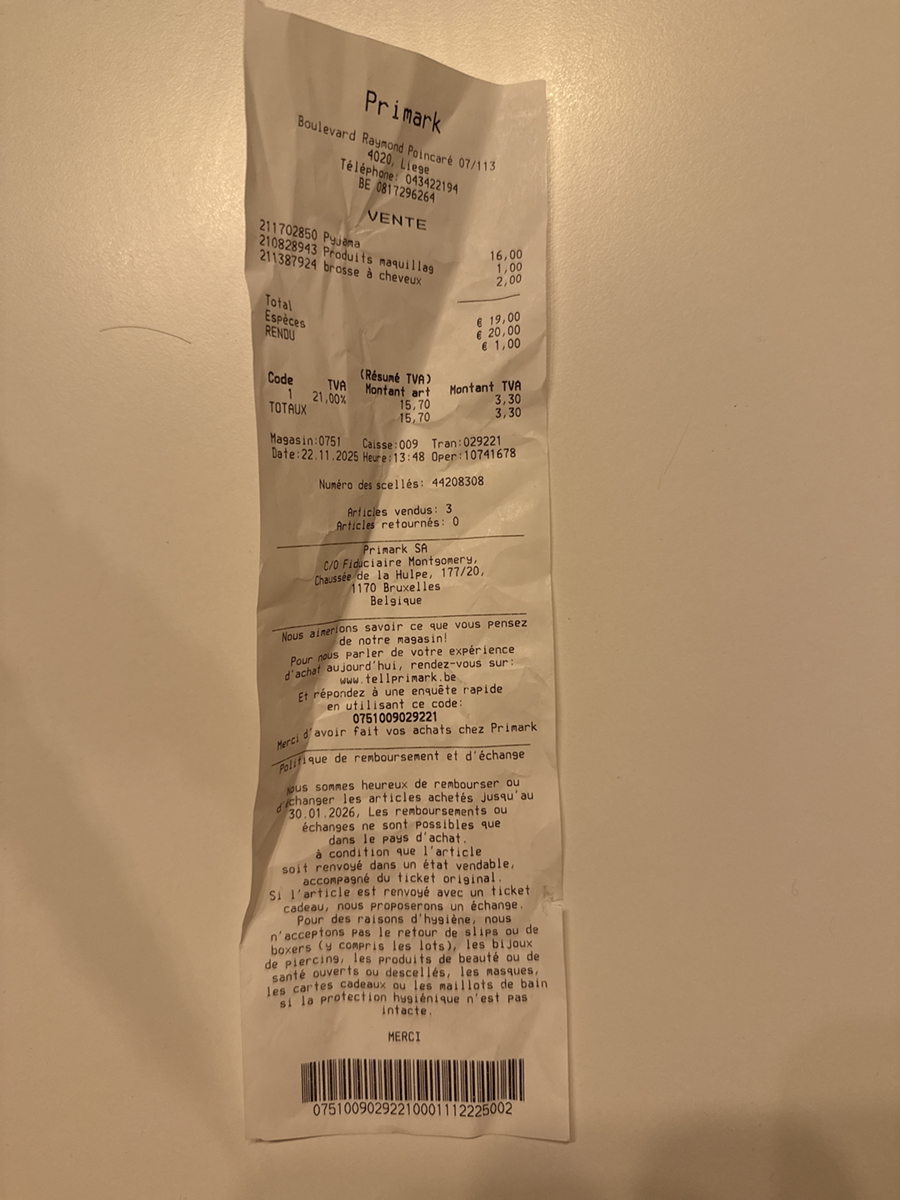 Primark
Boulevard Raymond Poincaré 07/113
4020, Liege
Téléphone: 043422194
BE 0817296264
VENTE
211702850 Pyjama 16,00
210828943 Produits maquillag 1,00
211387924 brosse à cheveux 2,00
Total € 19,00
Espèces € 20,00
RENDU € 1,00
(Résumé TVA)
Code TVA Montant art Montant TVA
1 21,00% 15,70 3,30
TOTAUX 15,70 3,30
Magasin:0751 Caisse:009 Tran:029221
Date:22.11.2025 Heure:13:48 Oper:10741678
Numéro des scellés: 44208308
Articles vendus: 3
Articles retournés: 0
Primark SA
C/O Fiduciaire Montgomery,
Chaussée de la Hulpe, 177/20,
1170 Bruxelles
Belgique
Nous aimerions savoir ce que vous pensez
de notre magasin!
Pour nous parler de votre expérience
d'achat aujourd'hui, rendez-vous sur:
www.tellprimark.be
Et répondez à une enquête rapide
en utilisant ce code:
0751009029221
Merci d'avoir fait vos achats chez Primark
Politique de remboursement et d'échange
Nous sommes heureux de rembourser ou
d'échanger les articles achetés jusqu'au
30.01.2026, Les remboursements ou
échanges ne sont possibles que
dans le pays d'achat.
à condition que l'article
soit renvoyé dans un état vendable,
accompagné du ticket original.
Si l'article est renvoyé avec un ticket
cadeau, nous proposerons un échange.
Pour des raisons d'hygiène, nous
n'acceptons pas le retour de slips ou de
boxers (y compris les lots), les bijoux
de piercing, les produits de beauté ou de
santé ouverts ou descellés, les masques,
les cartes cadeaux ou les maillots de bain
si la protection hygiénique n'est pas
intacte.
MERCI
07510090292210001112225002